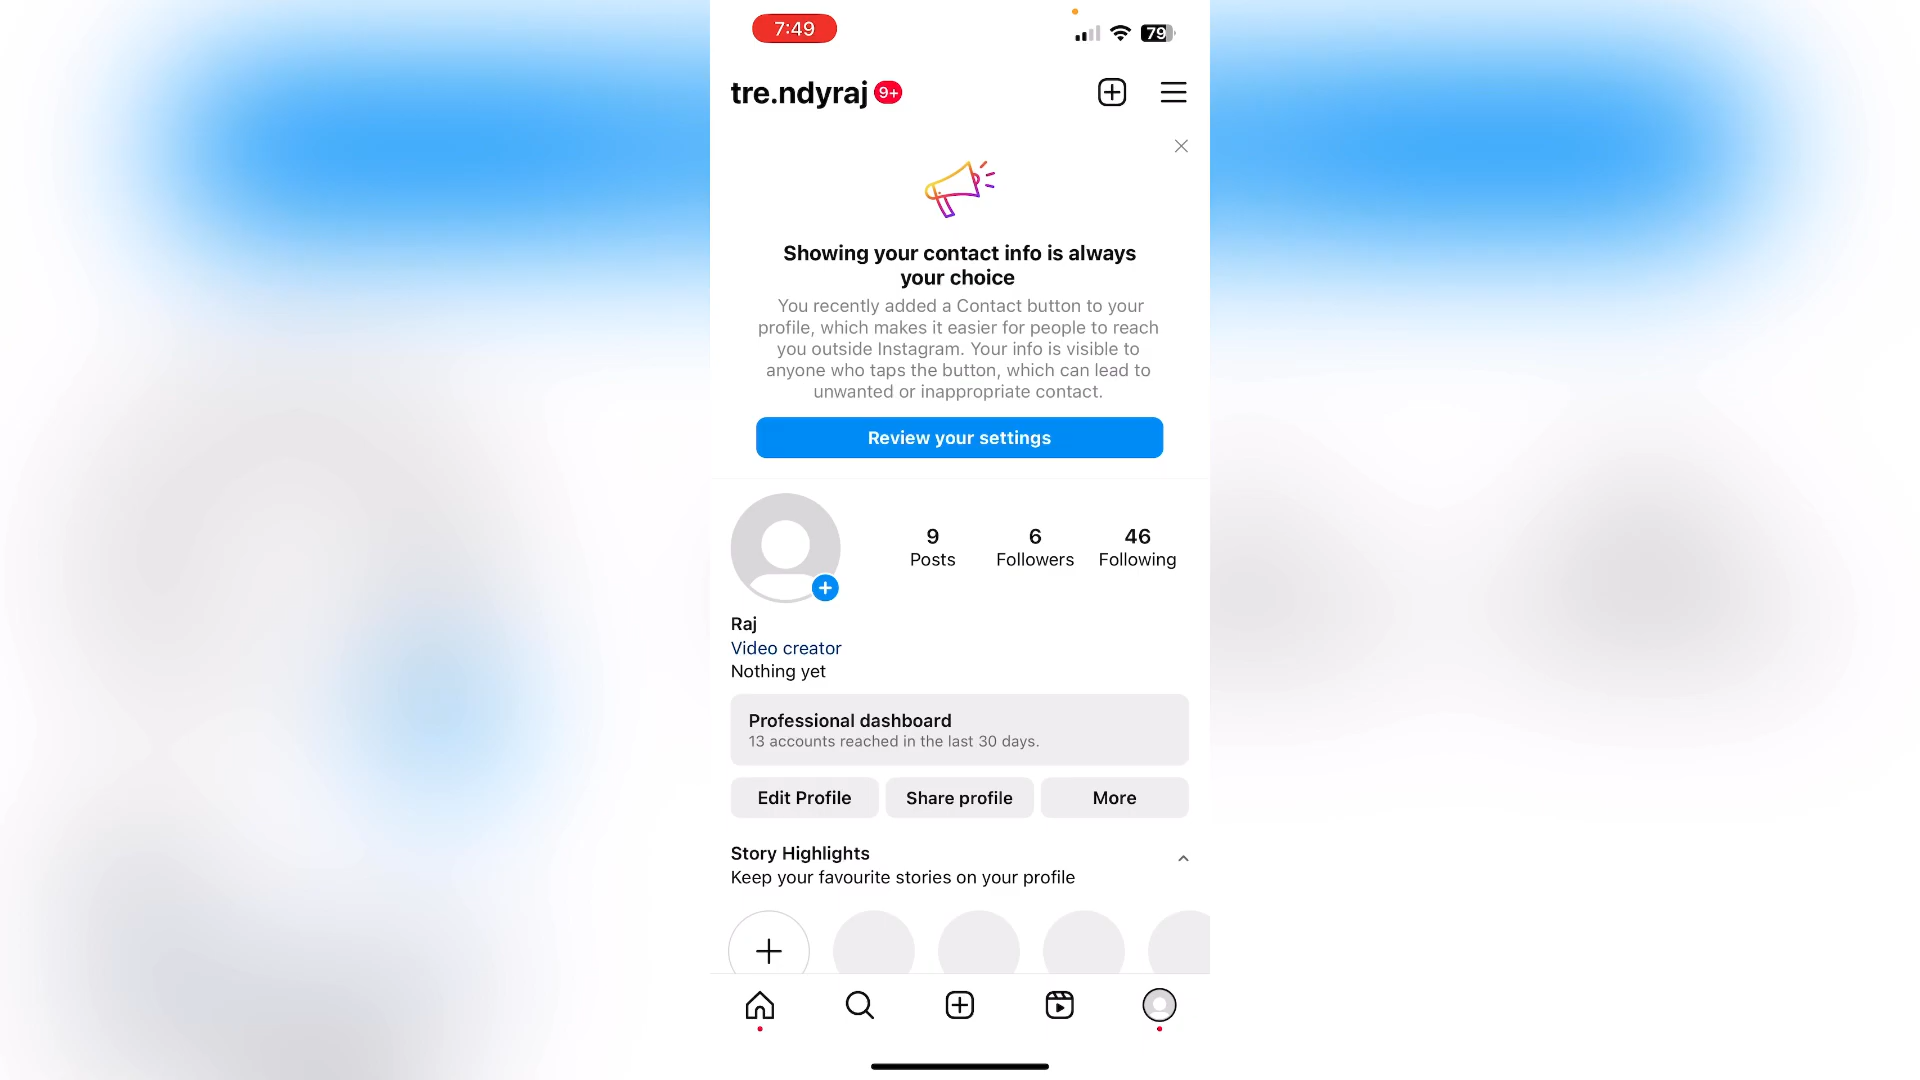 7:49
79
tre.ndyraj 9+
Showing your contact info is always
your choice
You recently added a Contact button to your
profile, which makes it easier for people to reach
you outside Instagram. Your info is visible to
anyone who taps the button, which can lead to
unwanted or inappropriate contact.
Review your settings
9 6 46
Posts Followers Following
Raj
Video creator
Nothing yet
Professional dashboard
13 accounts reached in the last 30 days.
Edit Profile Share profile More
Story Highlights
Keep your favourite stories on your profile